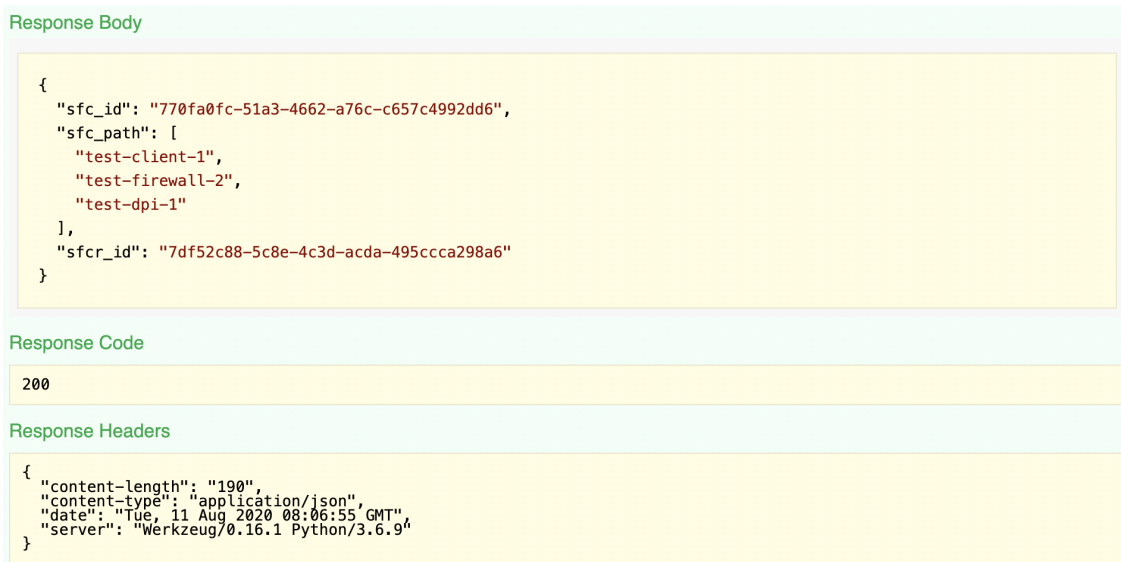 Response Body
{
"sfc_id": "770fa0fc-51a3-4662-a76c-c657c4992dd6",
"sfc_path": [
"test-client-1",
"test-firewall-2",
"test-dpi-1"
],
"sfcr_id": "7df52c88-5c8e-4c3d-acda-495ccca298a6"
}
Response Code
200
Response Headers
{
"content-length": "190",
"content-type": "application/json",
"date": "Tue, 11 Aug 2020 08:06:55 GMT",
"server": "Werkzeug/0.16.1 Python/3.6.9"
}